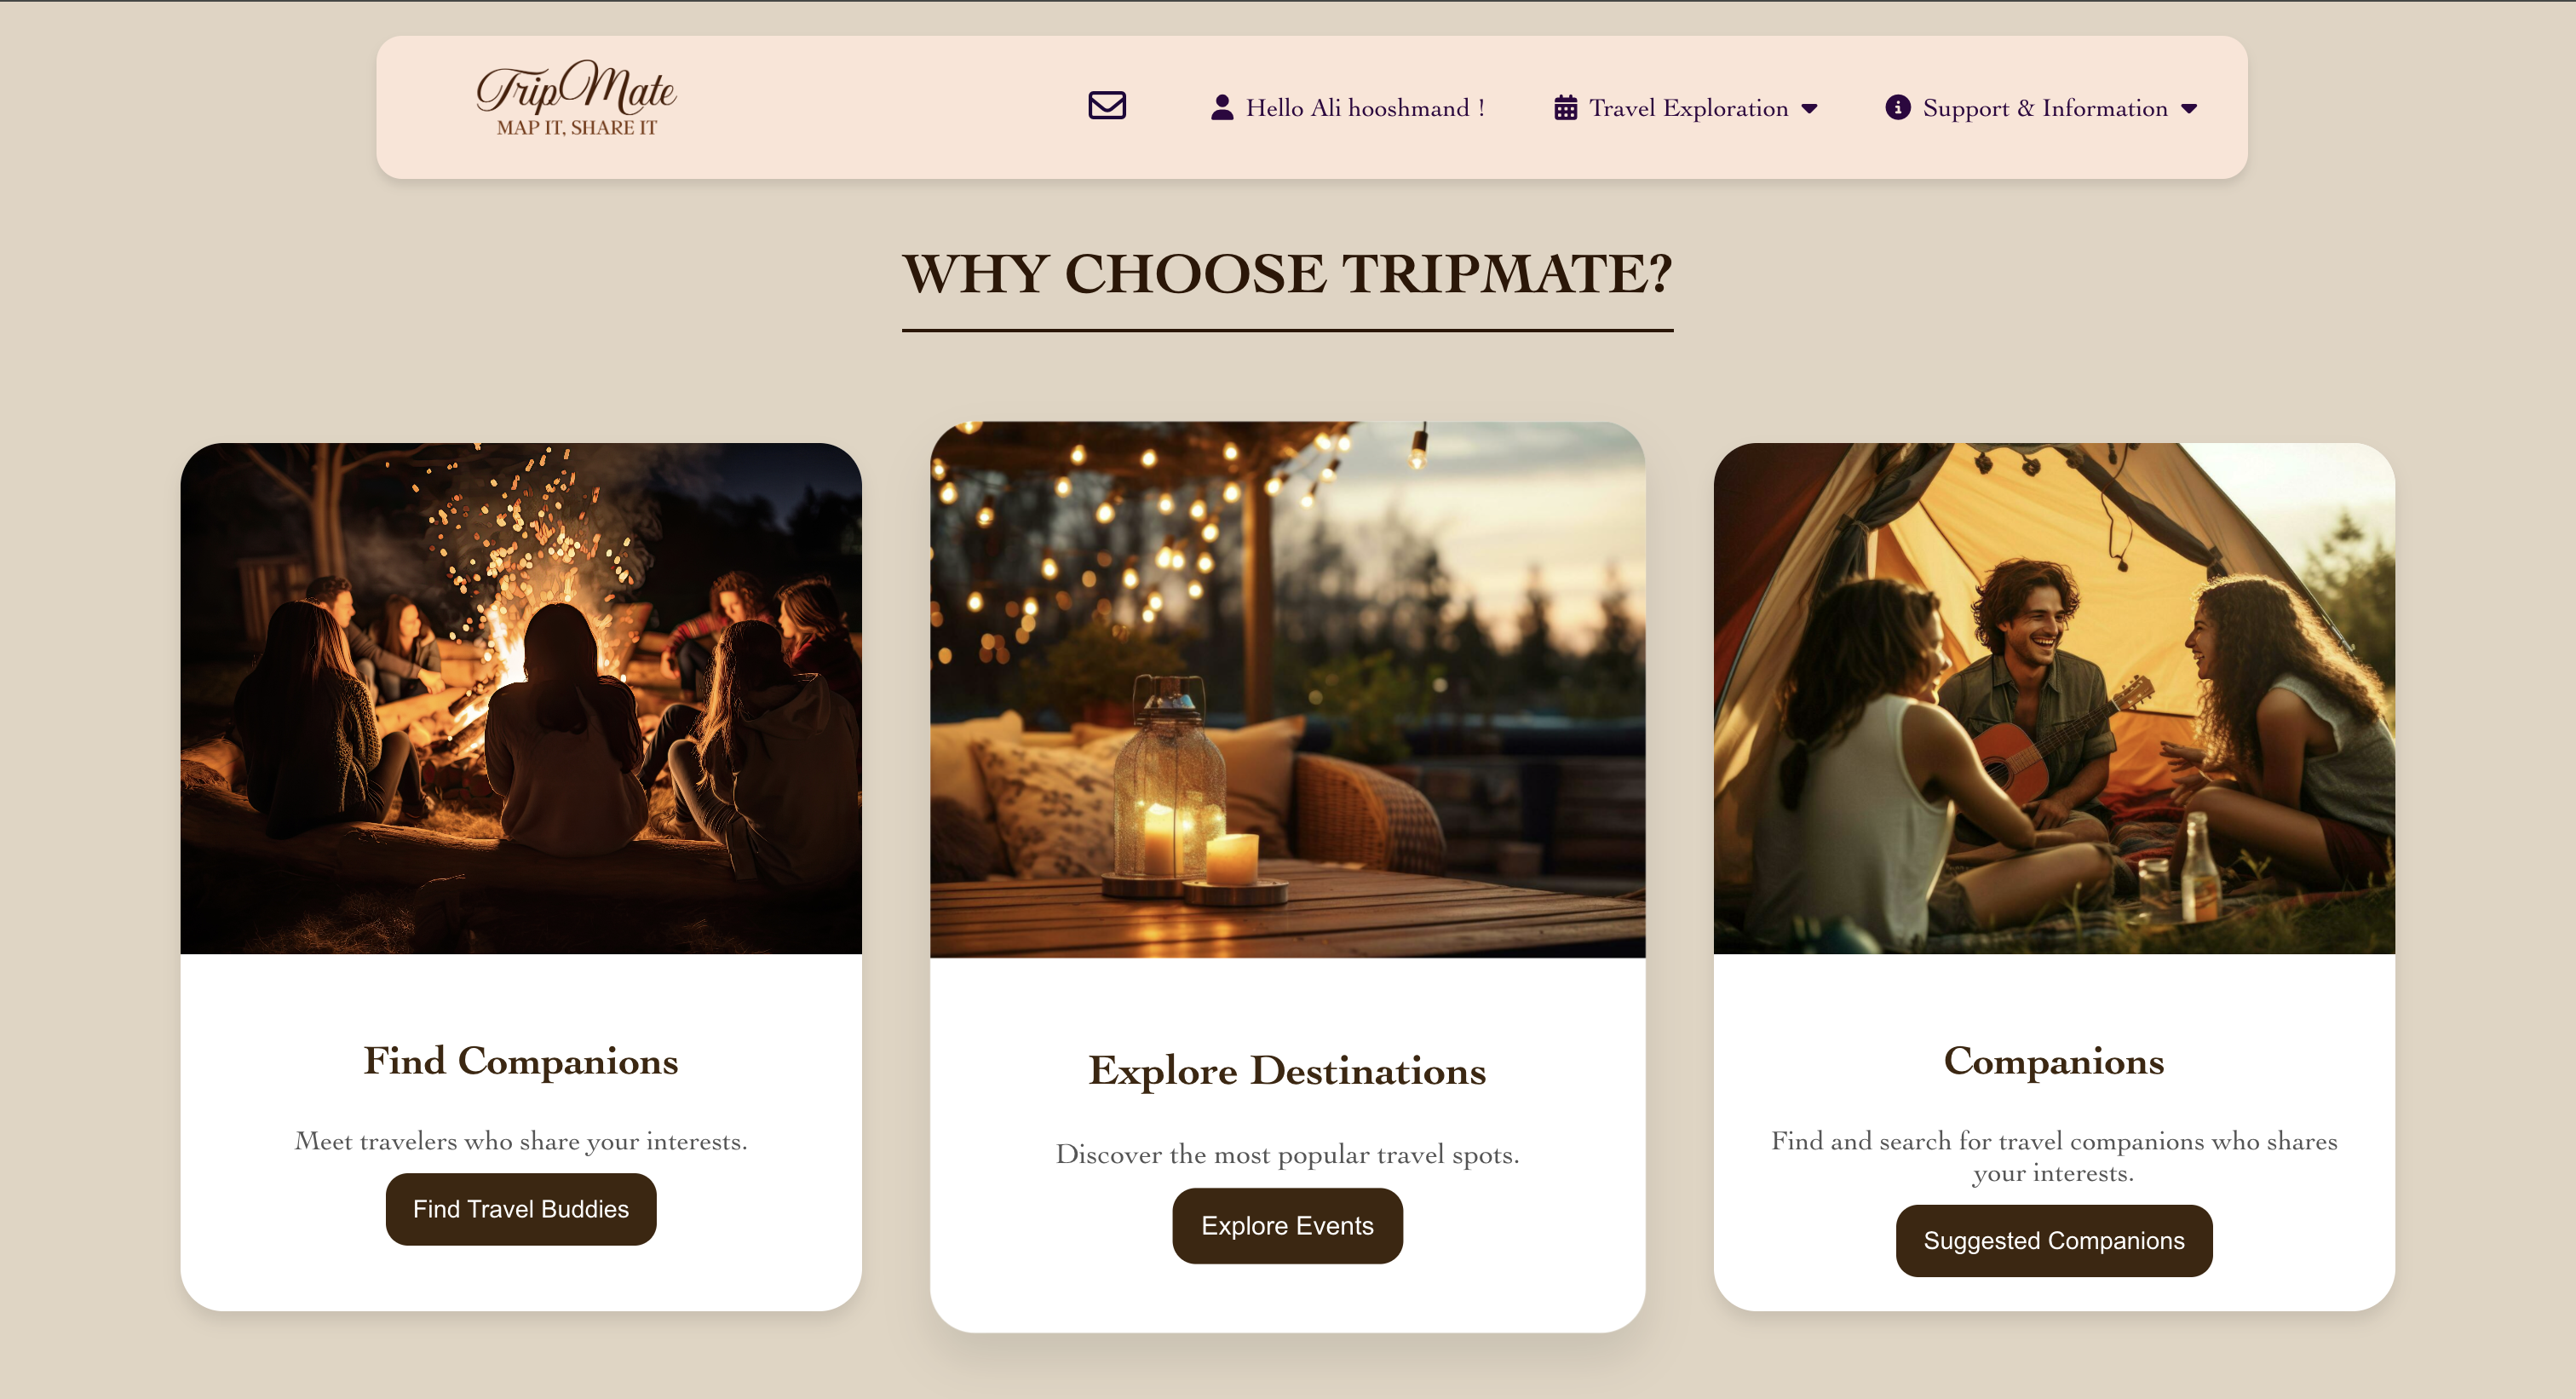 TripMate
MAP IT, SHARE IT
Hello Ali hooshmand !
Travel Exploration
Support & Information
WHY CHOOSE TRIPMATE?
Find Companions
Meet travelers who share your interests.
Find Travel Buddies
Explore Destinations
Discover the most popular travel spots.
Explore Events
Companions
Find and search for travel companions who shares
your interests.
Suggested Companions